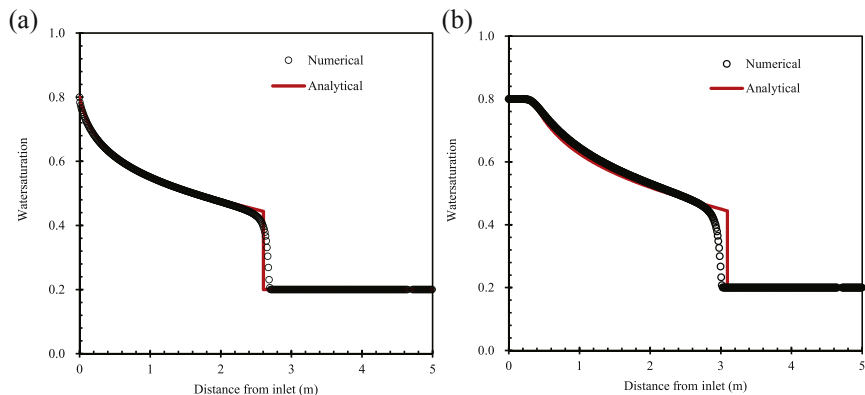 (a)
1.0
0.8
0.6
0.4
0.2
0.0
Watersaturation
Numerical
Analytical
0 1 2 3 4 5
Distance from inlet (m)
(b)
1.0
0.8
0.6
0.4
0.2
0.0
Watersaturation
Numerical
Analytical
0 1 2 3 4 5
Distance from inlet (m)